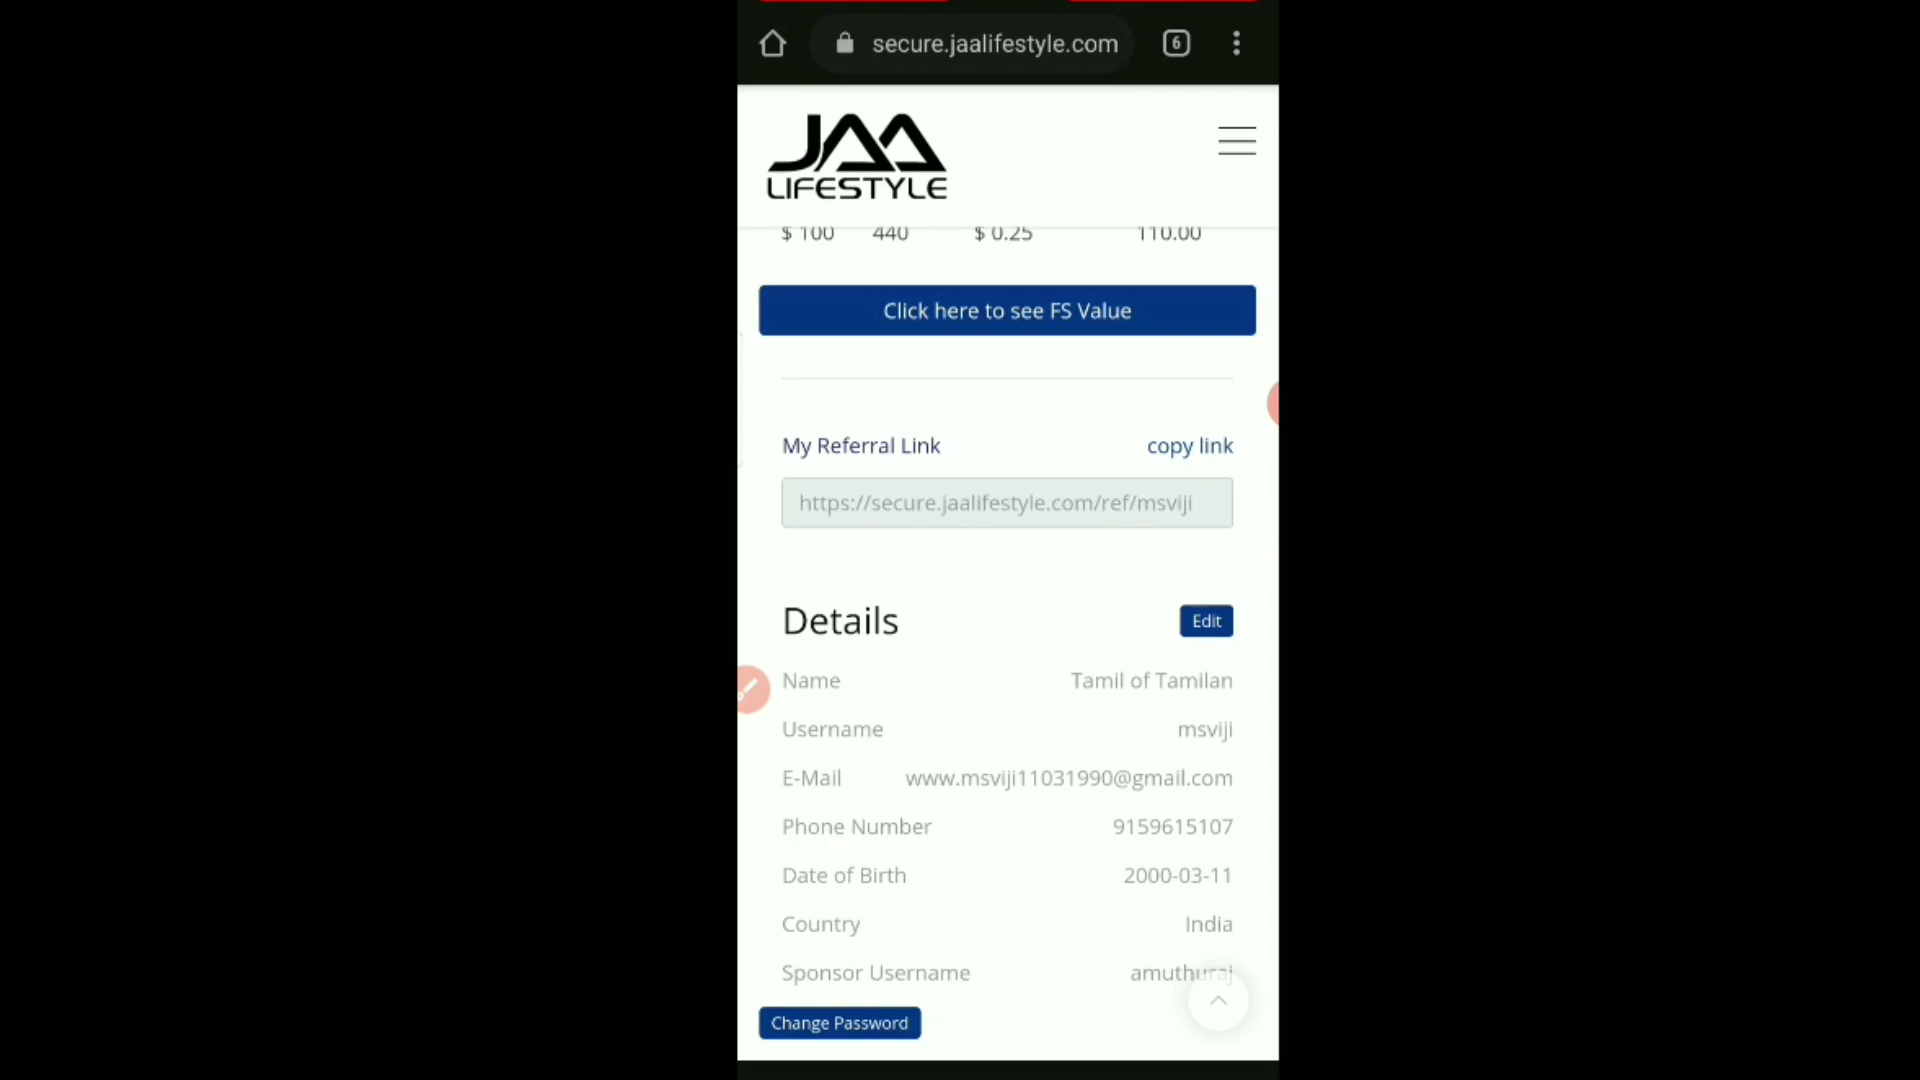 secure.jaalifestyle.com 6
JAA
LIFESTYLE
$ 100 440 $ 0.25 110.00
Click here to see FS Value
My Referral Link copy link
https://secure.jaalifestyle.com/ref/msviji
Details Edit
Name Tamil of Tamilan
Username msviji
E-Mail www.msviji11031990@gmail.com
Phone Number 9159615107
Date of Birth 2000-03-11
Country India
Sponsor Username amuthuraj
Change Password